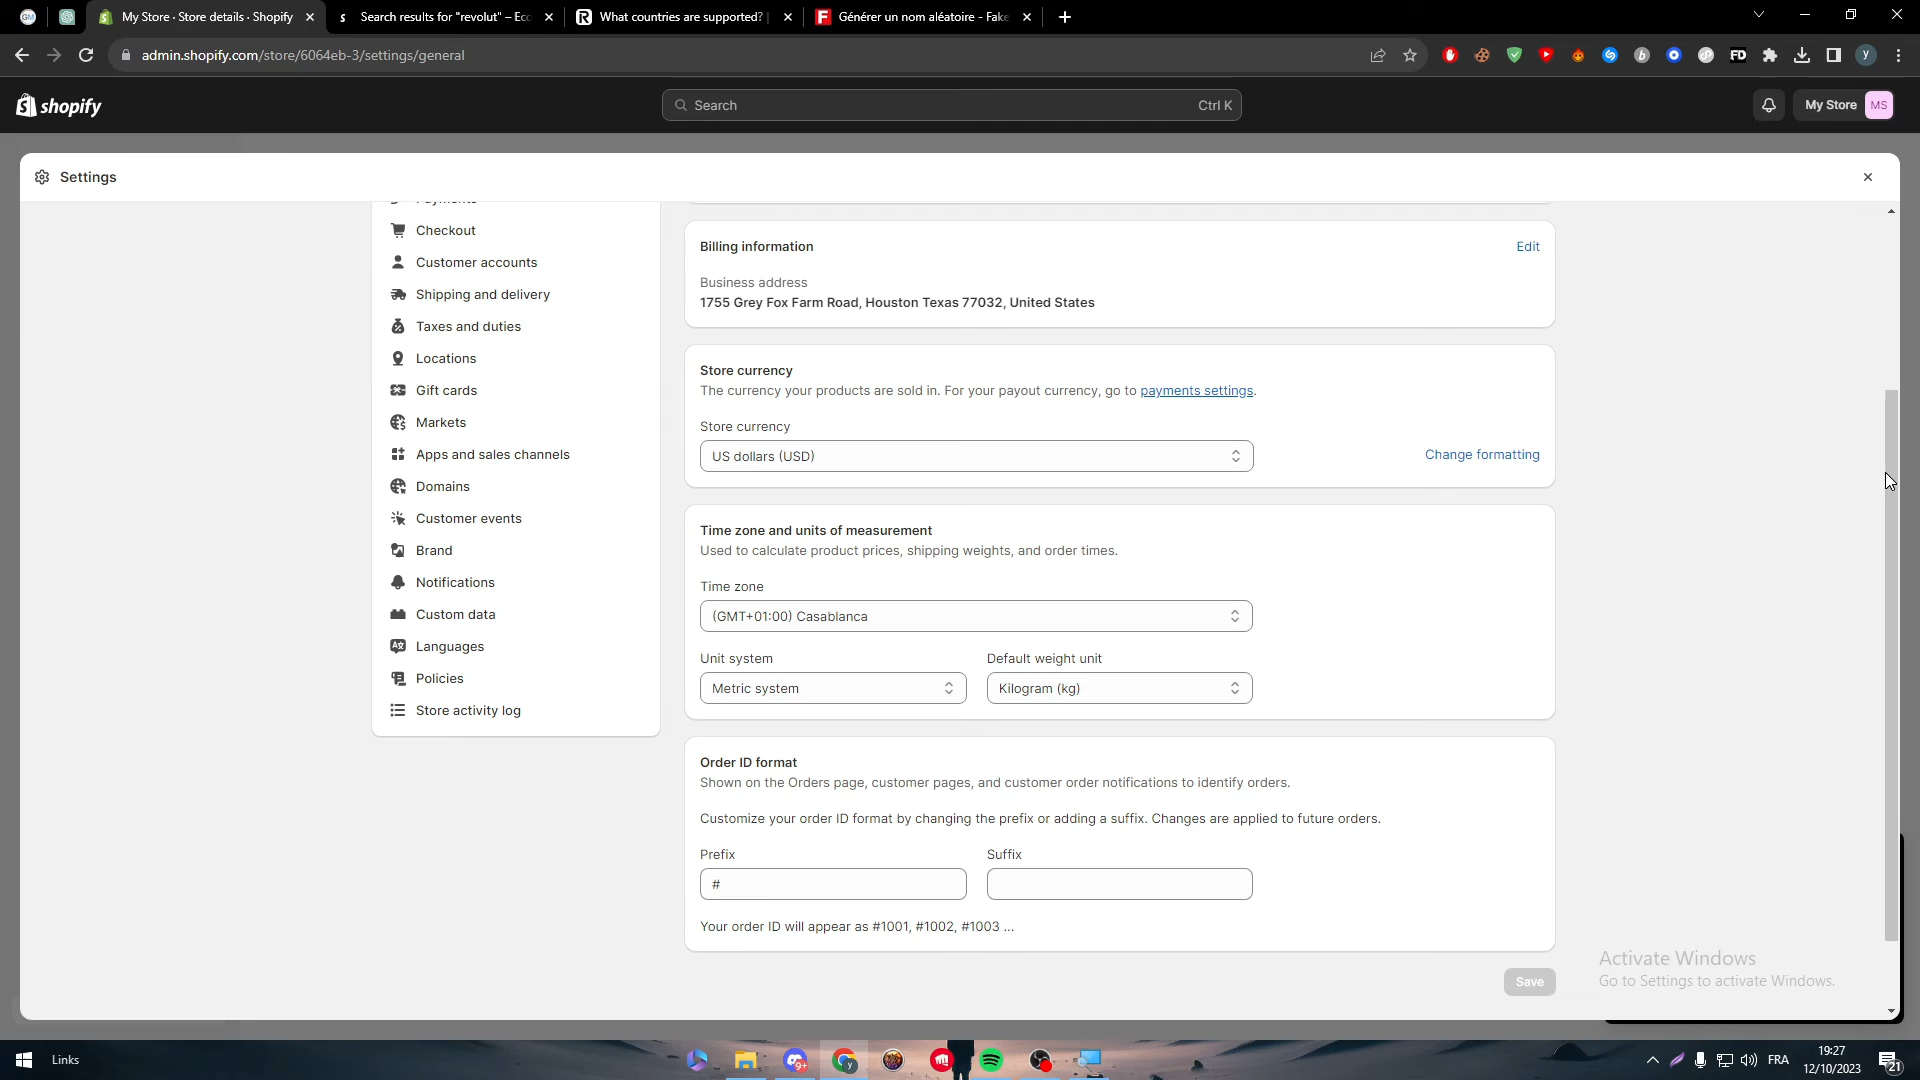 GM
My Store · Store details · Shopify
Search results for "revolut" – Eco
What countries are supported?
Générer un nom aléatoire - Fake
admin.shopify.com/store/6064eb-3/settings/general
FD
y
shopify
Search
Ctrl K
My Store
MS
Settings
Payments
Checkout
Customer accounts
Shipping and delivery
Taxes and duties
Locations
Gift cards
Markets
Apps and sales channels
Domains
Customer events
Brand
Notifications
Custom data
Languages
Policies
Store activity log
Billing information
Edit
Business address
1755 Grey Fox Farm Road, Houston Texas 77032, United States
Store currency
The currency your products are sold in. For your payout currency, go to payments settings.
Store currency
US dollars (USD)
Change formatting
Time zone and units of measurement
Used to calculate product prices, shipping weights, and order times.
Time zone
(GMT+01:00) Casablanca
Unit system
Default weight unit
Metric system
Kilogram (kg)
Order ID format
Shown on the Orders page, customer pages, and customer order notifications to identify orders.
Customize your order ID format by changing the prefix or adding a suffix. Changes are applied to future orders.
Prefix
Suffix
#
Your order ID will appear as #1001, #1002, #1003 ...
Save
Activate Windows
Go to Settings to activate Windows.
Links
9+
FRA
19:27
12/10/2023
21